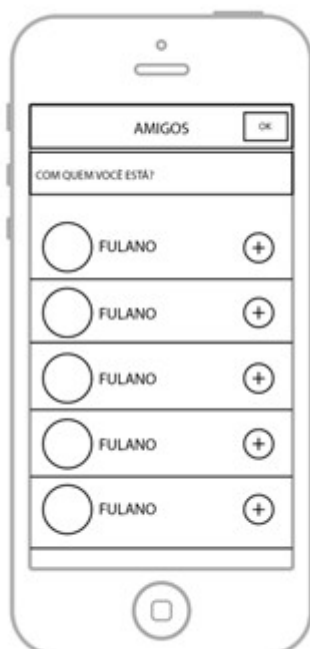 AMIGOS OK
COM QUEM VOCÊ ESTÁ?
FULANO +
FULANO +
FULANO +
FULANO +
FULANO +